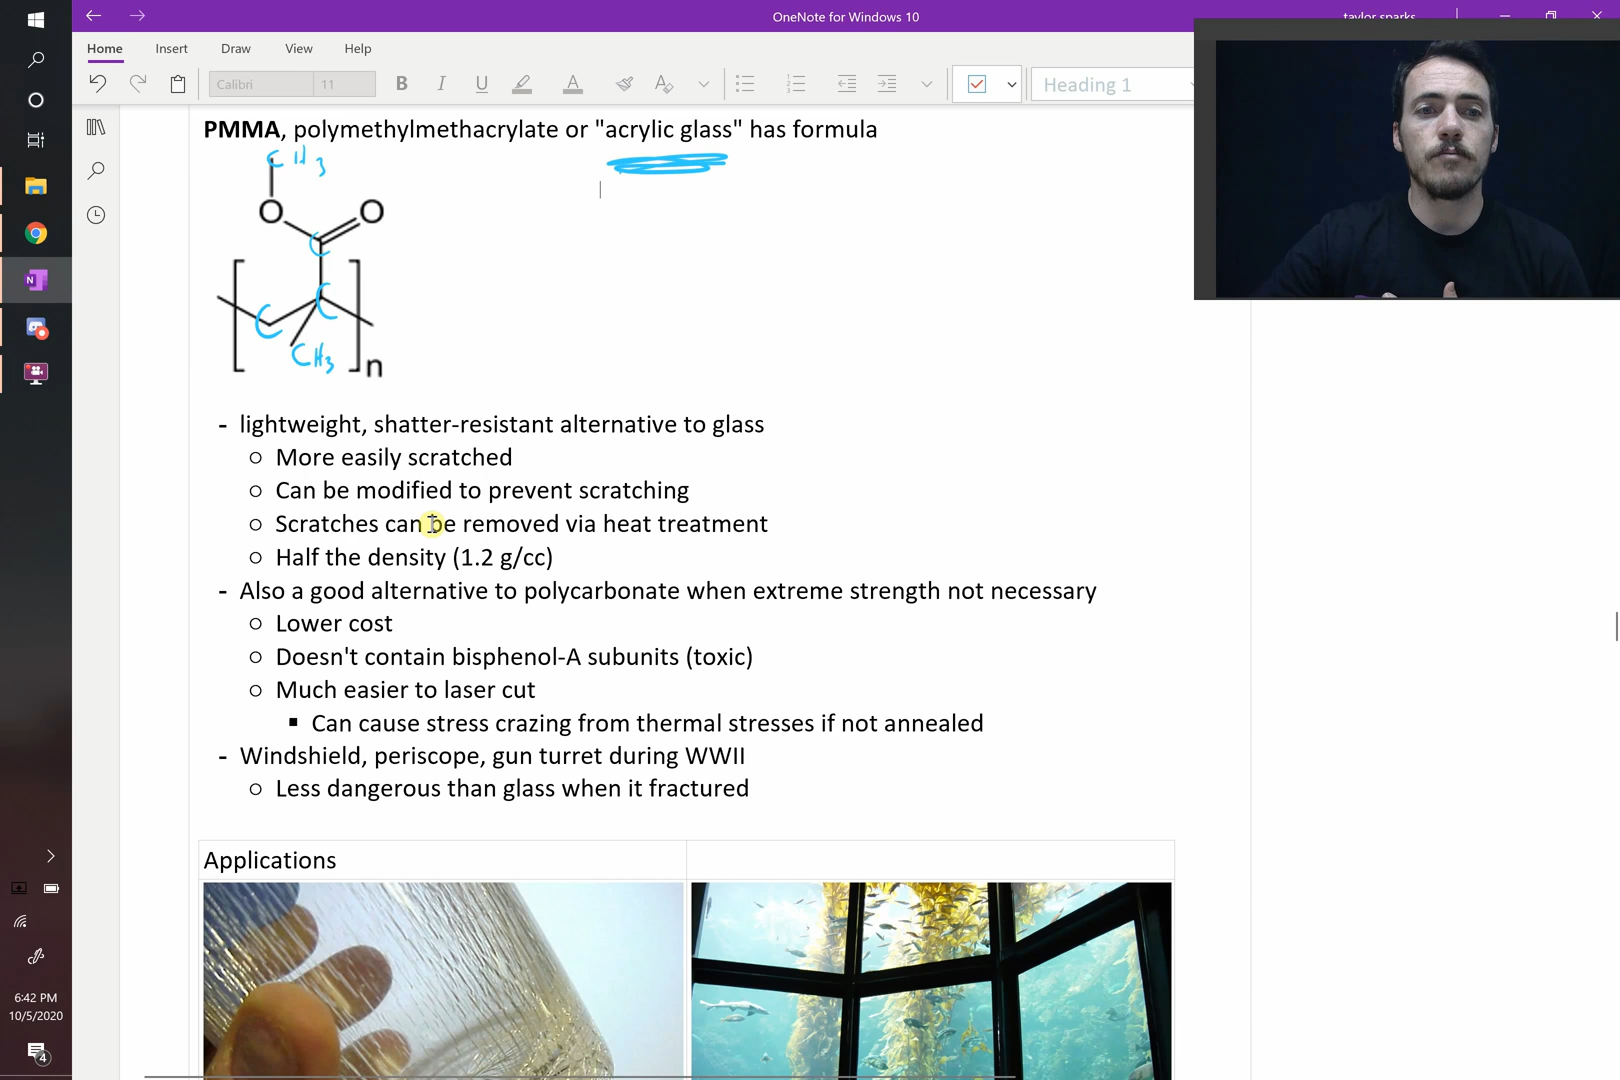 OneNote for Windows 10
taylor sparks
Home Insert Draw View Help
Calibri 11 B I U A A Heading 1
PMMA, polymethylmethacrylate or "acrylic glass" has formula
CH3
O O
C
C C
CH3
n
- lightweight, shatter-resistant alternative to glass
○ More easily scratched
○ Can be modified to prevent scratching
○ Scratches can be removed via heat treatment
○ Half the density (1.2 g/cc)
- Also a good alternative to polycarbonate when extreme strength not necessary
○ Lower cost
○ Doesn't contain bisphenol-A subunits (toxic)
○ Much easier to laser cut
▪ Can cause stress crazing from thermal stresses if not annealed
- Windshield, periscope, gun turret during WWII
○ Less dangerous than glass when it fractured
Applications
N
6:42 PM
10/5/2020
4